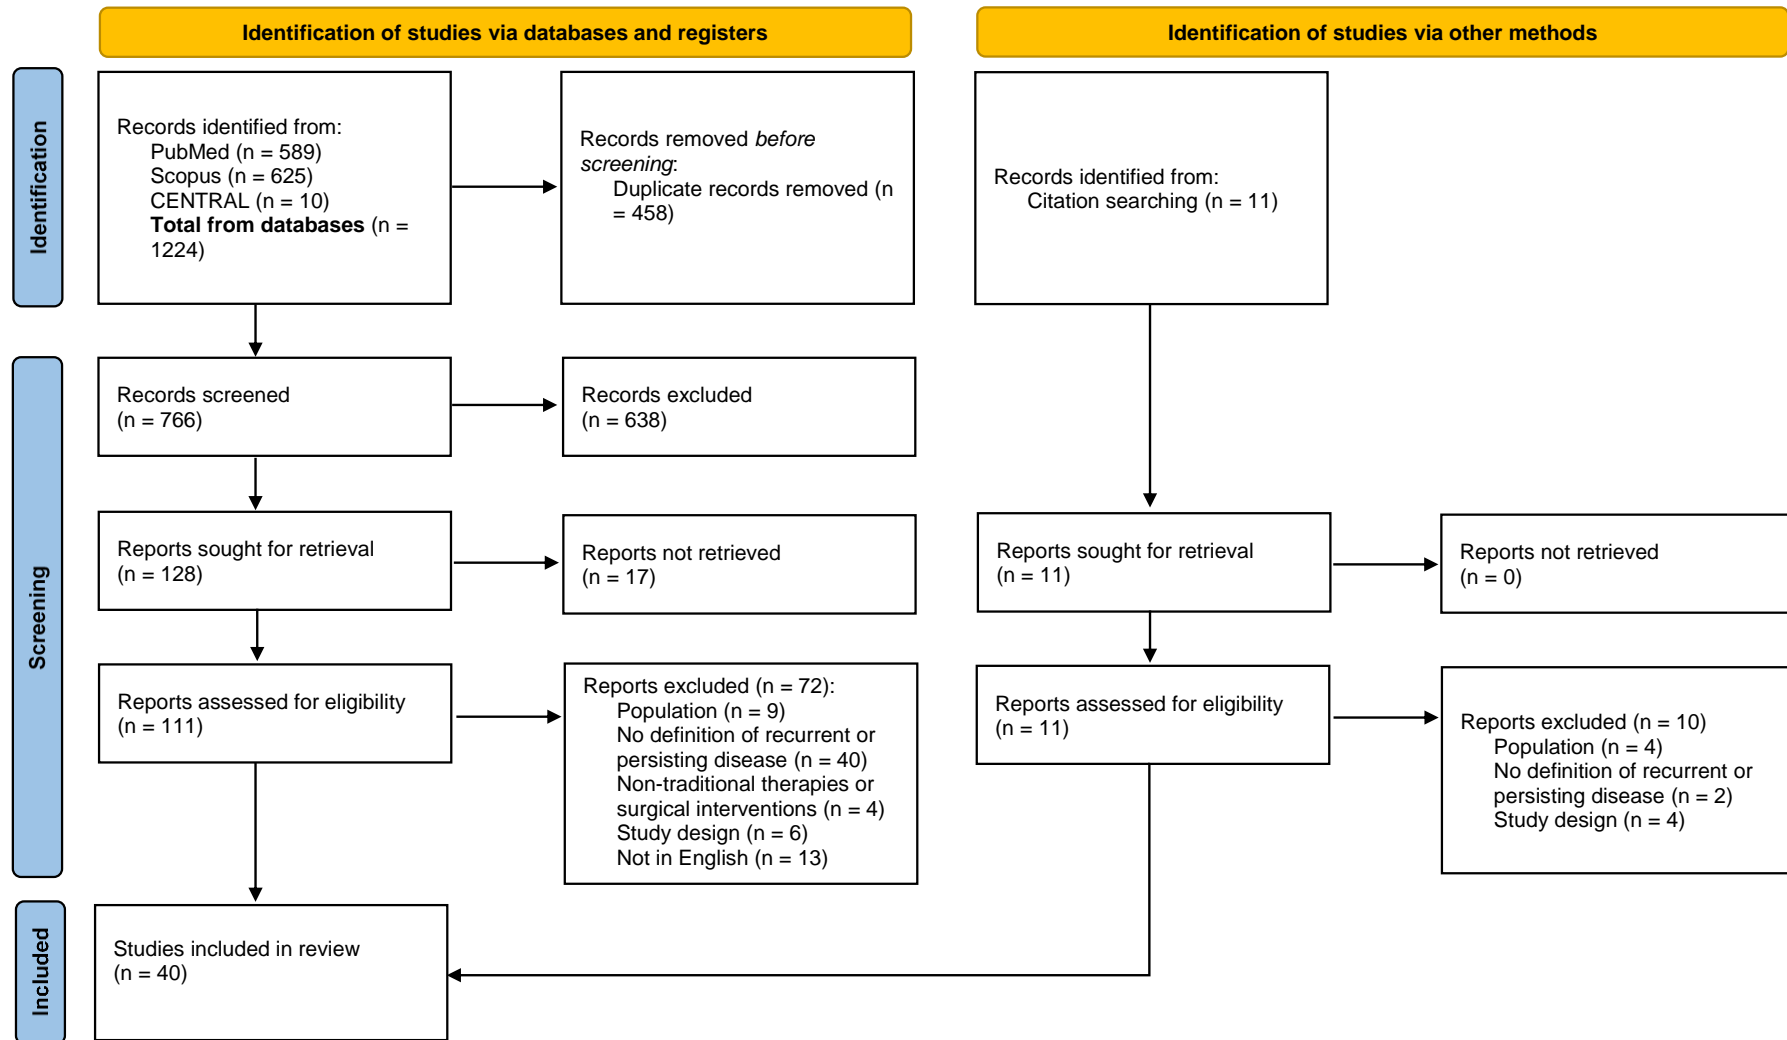 Identification of studies via databases and registers
Identification of studies via other methods
Identification
Records identified from:
PubMed (n = 589)
Scopus (n = 625)
CENTRAL (n = 10)
Total from databases (n =
1224)
Records removed before
screening:
Duplicate records removed (n
= 458)
Records identified from:
Citation searching (n = 11)
Screening
Records screened
(n = 766)
Records excluded
(n = 638)
Reports sought for retrieval
(n = 128)
Reports not retrieved
(n = 17)
Reports sought for retrieval
(n = 11)
Reports not retrieved
(n = 0)
Reports assessed for eligibility
(n = 111)
Reports excluded (n = 72):
Population (n = 9)
No definition of recurrent or
persisting disease (n = 40)
Non-traditional therapies or
surgical interventions (n = 4)
Study design (n = 6)
Not in English (n = 13)
Reports assessed for eligibility
(n = 11)
Reports excluded (n = 10)
Population (n = 4)
No definition of recurrent or
persisting disease (n = 2)
Study design (n = 4)
Included
Studies included in review
(n = 40)